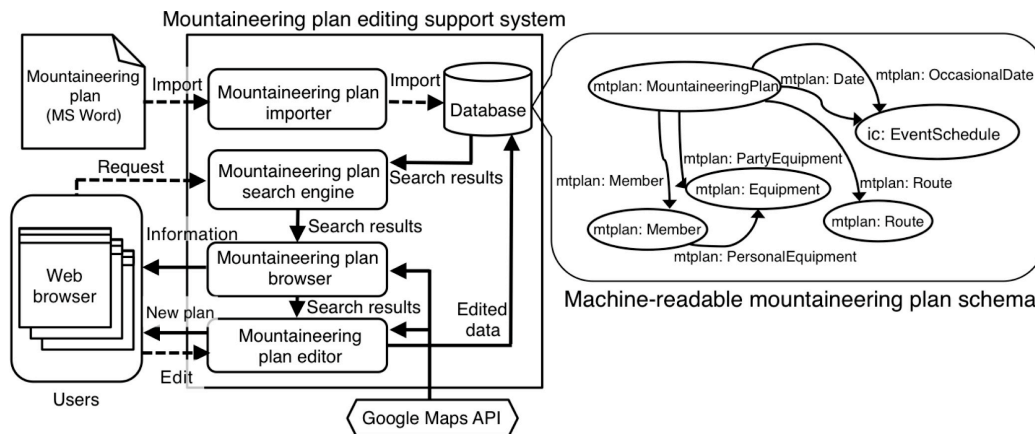 Mountaineering plan editing support system
Mountaineering
plan
(MS Word)
Import
Mountaineering plan
importer
Import
Database
Request
Mountaineering plan
search engine
Search results
Search results
Information
Mountaineering plan
browser
Web
browser
Search results
New plan
Mountaineering
plan editor
Edited
data
Edit
Users
Google Maps API
mtplan: MountaineeringPlan
mtplan: Date
mtplan: OccasionalDate
ic: EventSchedule
mtplan: PartyEquipment
mtplan: Member
mtplan: Equipment
mtplan: Route
mtplan: Member
mtplan: Route
mtplan: PersonalEquipment
Machine-readable mountaineering plan schema